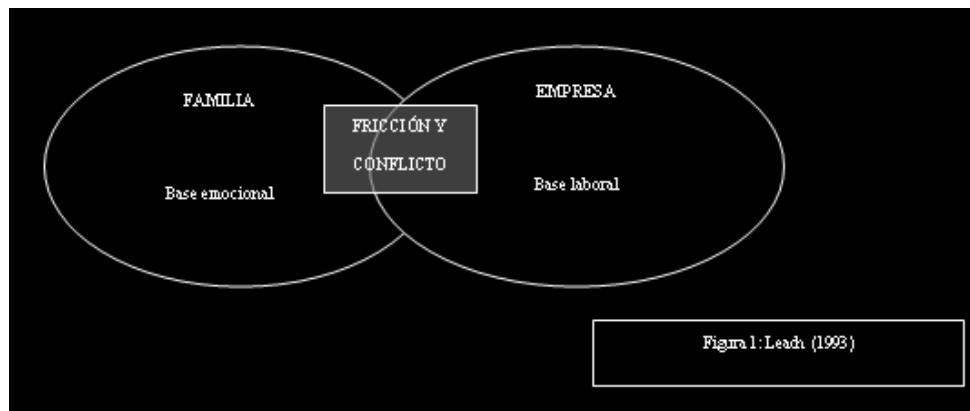 FAMILIA
EMPRESA
FRICCIÓN Y
CONFLICTO
Base emocional
Base laboral
Figura 1: Leach (1993)